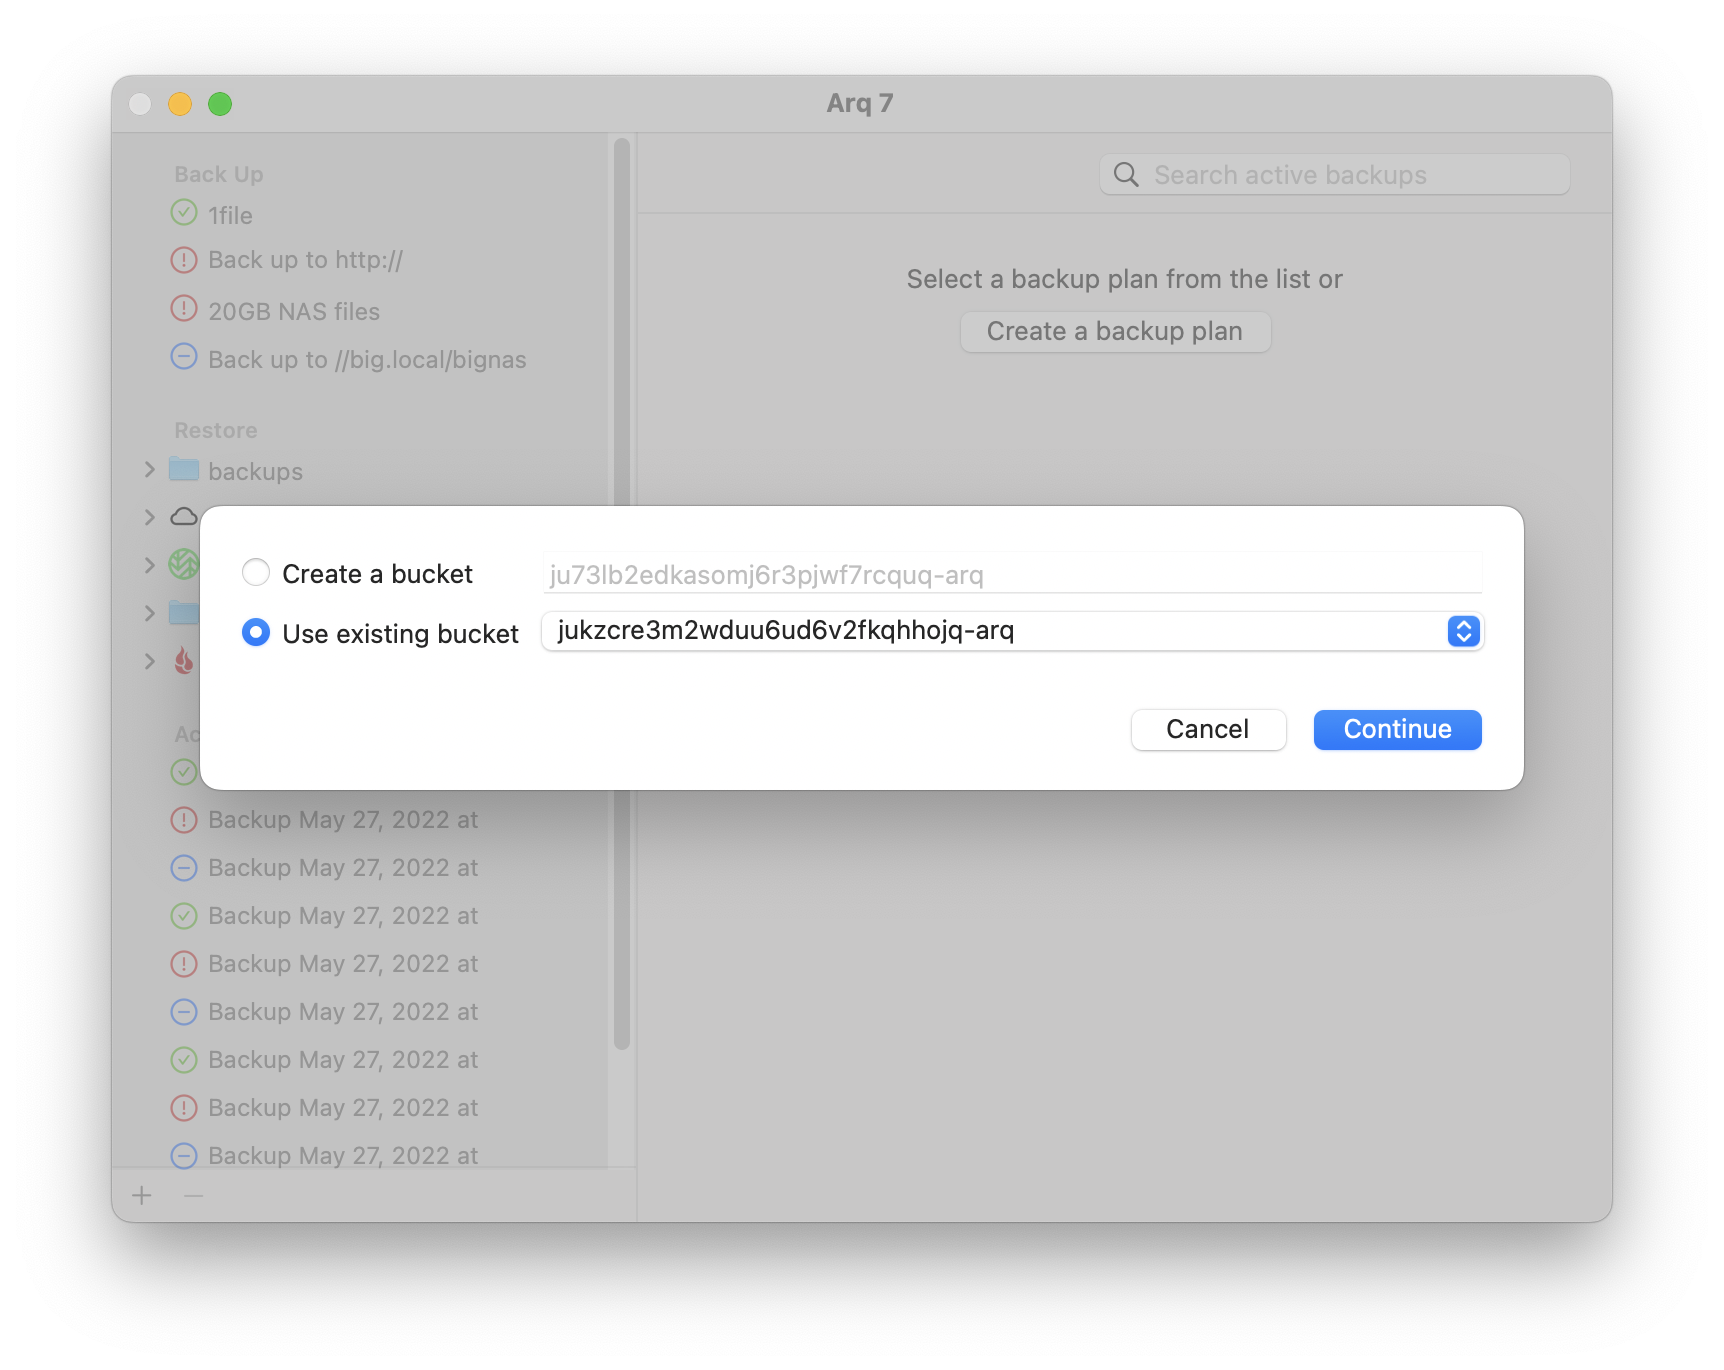 Arq 7
Back Up
1file
Back up to http://
20GB NAS files
Back up to //big.local/bignas
Restore
backups
Search active backups
Select a backup plan from the list or
Create a backup plan
Create a bucket
ju73lb2edkasomj6r3pjwf7rcquq-arq
Use existing bucket
jukzcre3m2wduu6ud6v2fkqhhojq-arq
Cancel
Continue
Ac
Backup May 27, 2022 at
Backup May 27, 2022 at
Backup May 27, 2022 at
Backup May 27, 2022 at
Backup May 27, 2022 at
Backup May 27, 2022 at
Backup May 27, 2022 at
Backup May 27, 2022 at